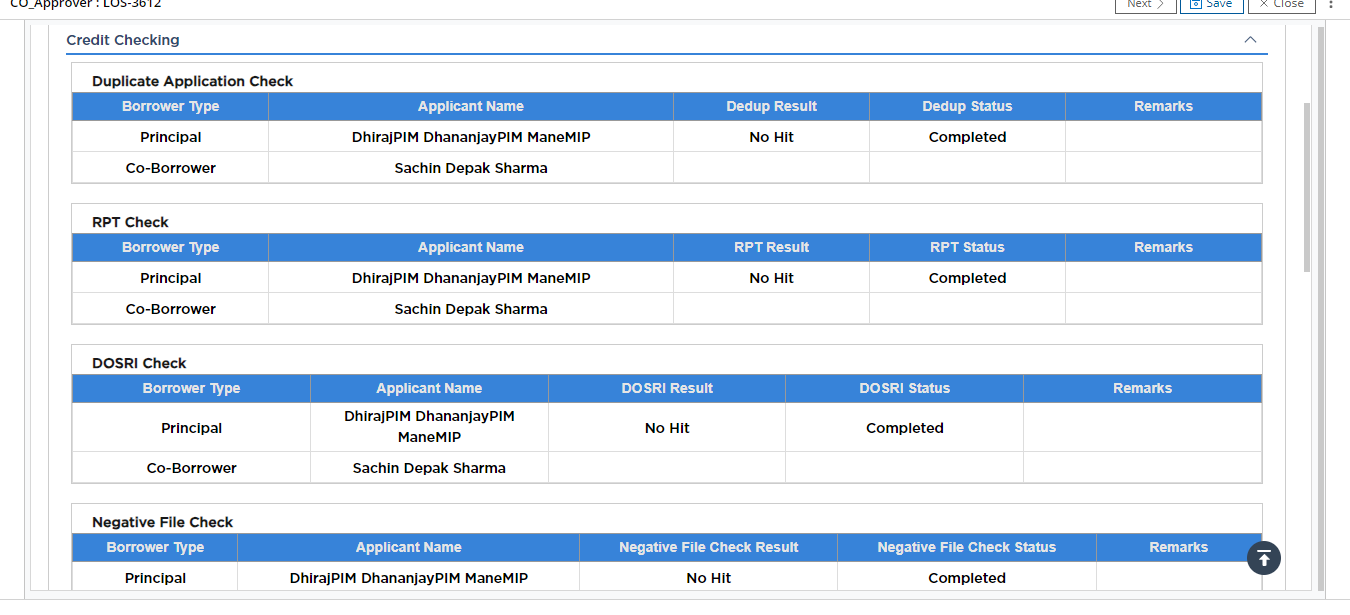 CO_Approver : LOS-3612
Next
Save
Close
Credit Checking
Duplicate Application Check
Borrower Type Applicant Name Dedup Result Dedup Status Remarks
Principal DhirajPIM DhananjayPIM ManeMIP No Hit Completed
Co-Borrower Sachin Depak Sharma
RPT Check
Borrower Type Applicant Name RPT Result RPT Status Remarks
Principal DhirajPIM DhananjayPIM ManeMIP No Hit Completed
Co-Borrower Sachin Depak Sharma
DOSRI Check
Borrower Type Applicant Name DOSRI Result DOSRI Status Remarks
Principal DhirajPIM DhananjayPIM ManeMIP No Hit Completed
Co-Borrower Sachin Depak Sharma
Negative File Check
Borrower Type Applicant Name Negative File Check Result Negative File Check Status Remarks
Principal DhirajPIM DhananjayPIM ManeMIP No Hit Completed